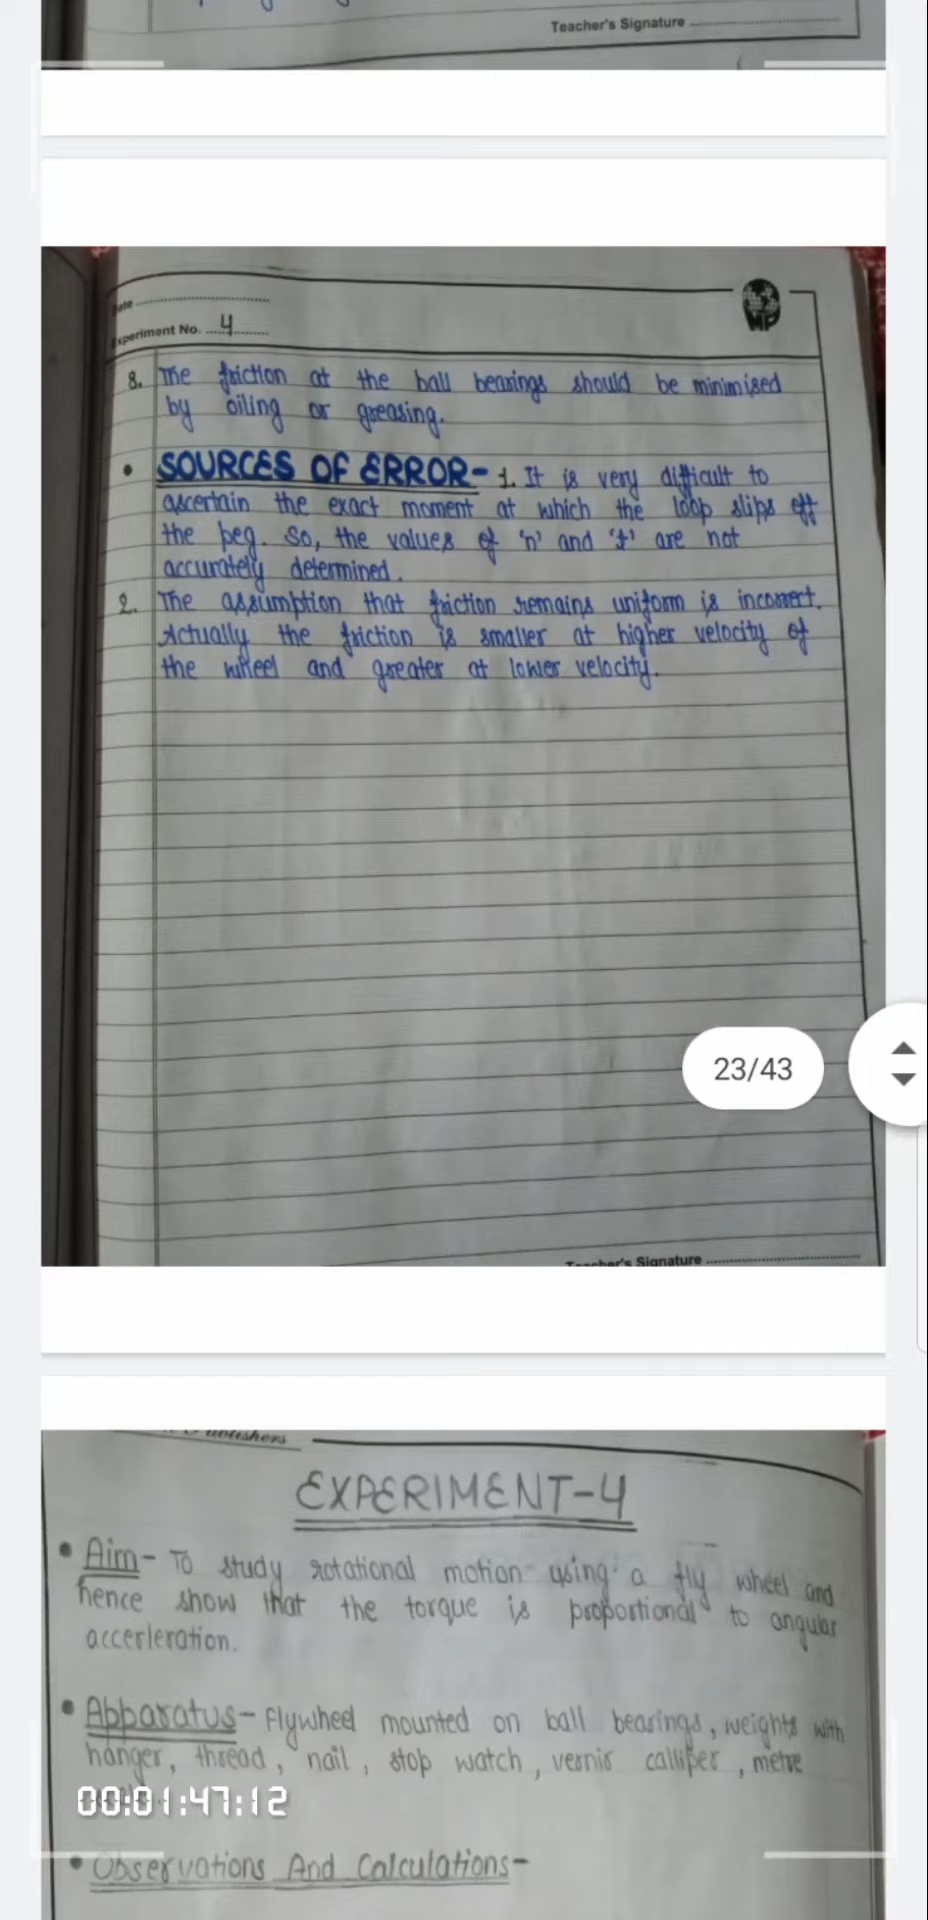 Teacher's Signature
Date
Experiment No. 4
MP
8. The friction at the ball bearings should be minimised
by oiling or greasing.
• SOURCES OF ERROR- 1. It is very difficult to
ascertain the exact moment at which the loop slips off
the peg. So, the values of 'n' and 't' are not
accurately determined.
2. The assumption that friction remains uniform is incorrect.
Actually the friction is smaller at higher velocity of
the wheel and greater at lower velocity.
23/43
Teacher's Signature
Publishers
EXPERIMENT-4
• Aim- To study rotational motion using a fly wheel and
hence show that the torque is proportional to angular
accerleration.
• Apparatus- Flywheel mounted on ball bearings, weights with
hanger, thread, nail, stop watch, vernis calliper, metre
00:01:47:12
• Observations And Calculations-